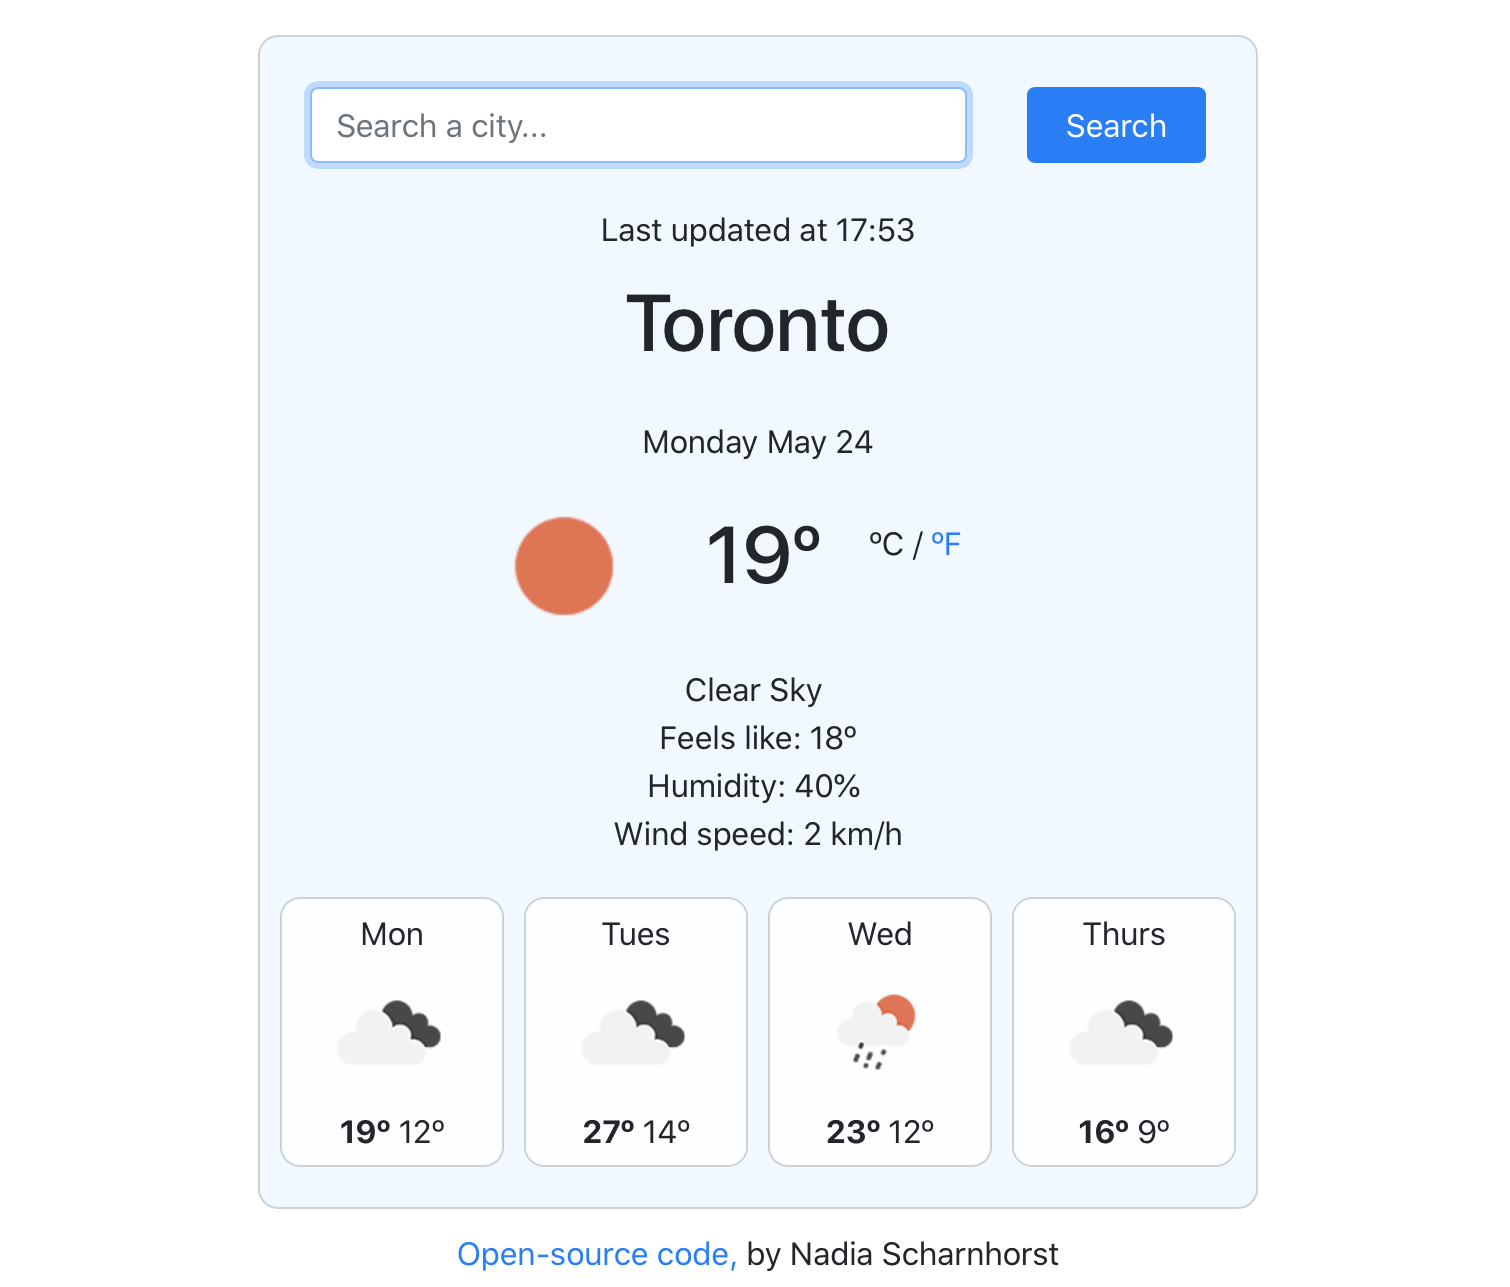 Search a city...
Search
Last updated at 17:53
Toronto
Monday May 24
19º ºC / ºF
Clear Sky
Feels like: 18º
Humidity: 40%
Wind speed: 2 km/h
Mon
19º 12º
Tues
27º 14º
Wed
23º 12º
Thurs
16º 9º
Open-source code, by Nadia Scharnhorst